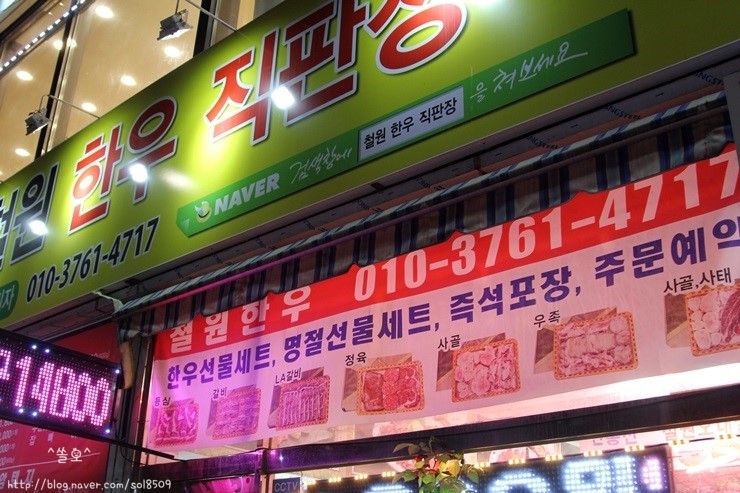 철원 한우 직판장
NAVER 검색창에 철원 한우 직판장 을 쳐보세요
010-3761-4717
철원한우 010-3761-4717
한우선물세트, 명절선물세트, 즉석포장, 주문예약
등심 갈비 LA갈비 정육 사골 우족 사골,사태
14800
CCTV
^쏠오^
http://blog.naver.com/sol8509